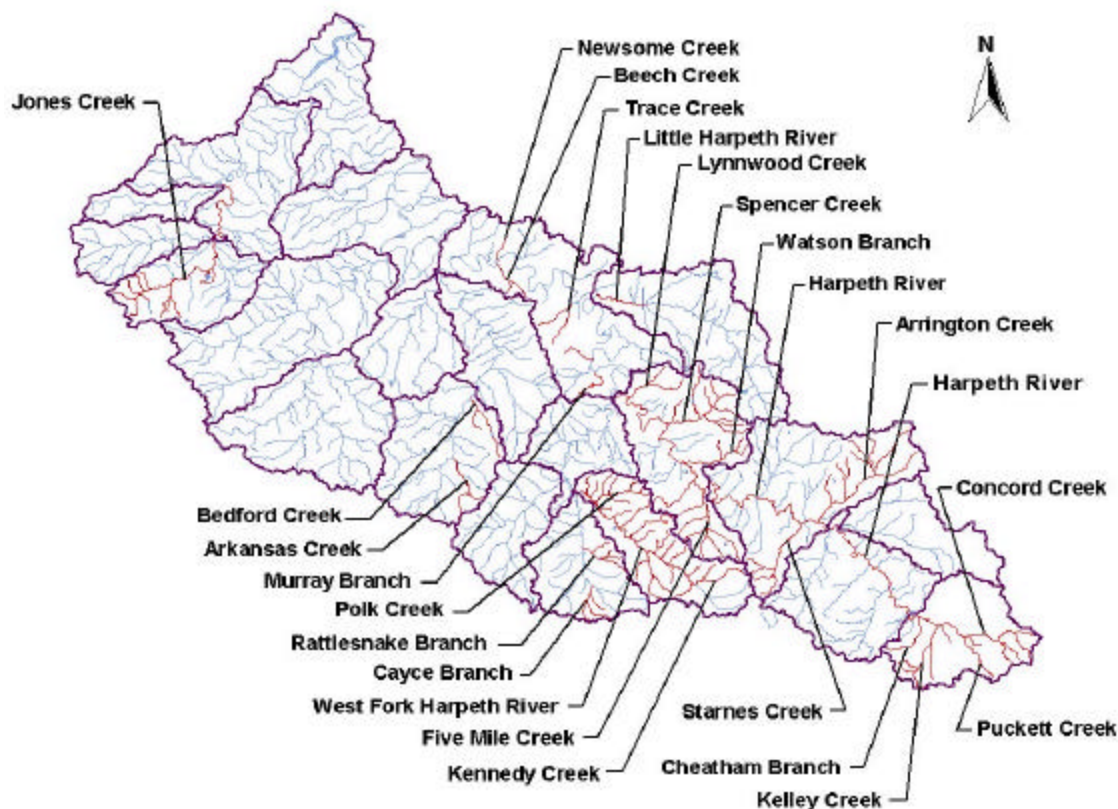 Newsome Creek
N
Beech Creek
Jones Creek
Trace Creek
Little Harpeth River
Lynnwood Creek
Spencer Creek
Watson Branch
Harpeth River
Arrington Creek
Harpeth River
Concord Creek
Bedford Creek
Arkansas Creek
Murray Branch
Polk Creek
Rattlesnake Branch
Cayce Branch
West Fork Harpeth River
Starnes Creek
Five Mile Creek
Puckett Creek
Kennedy Creek
Cheatham Branch
Kelley Creek